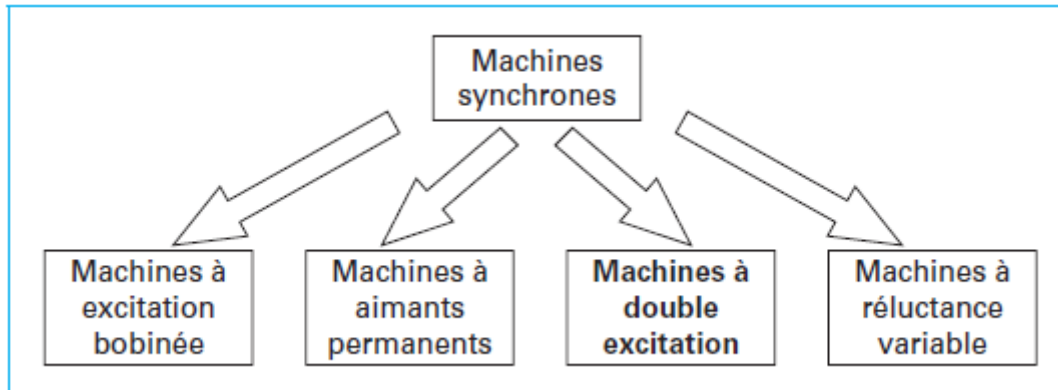 Machines
synchrones
Machines à
excitation
bobinée
Machines à
aimants
permanents
Machines à
double
excitation
Machines à
réluctance
variable